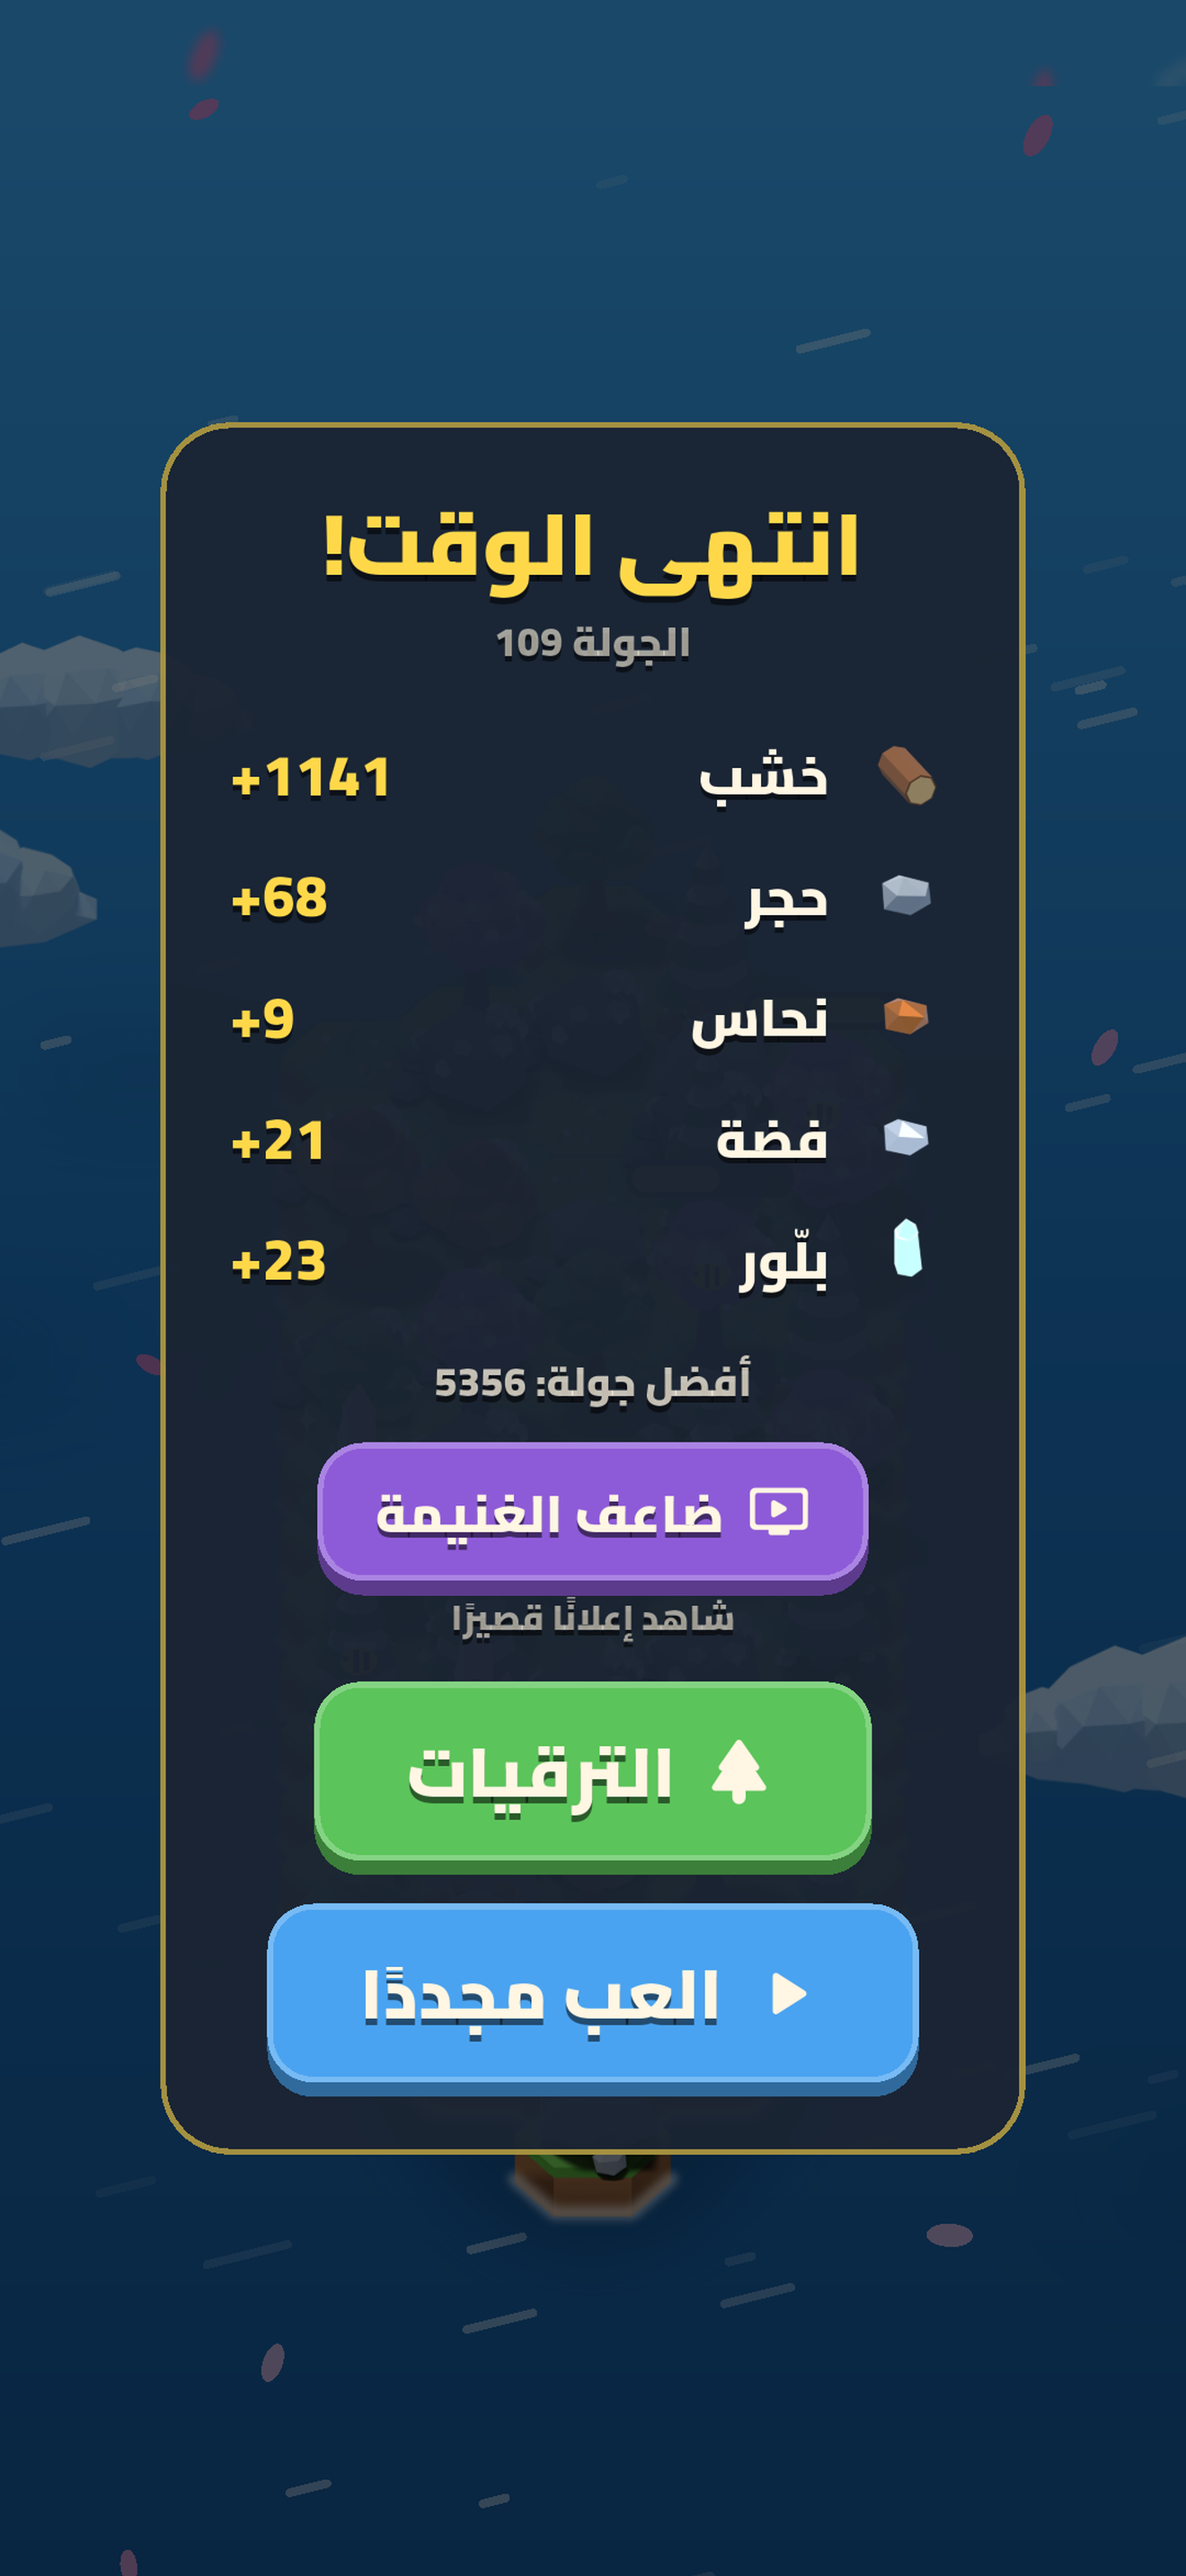 انتهى الوقت!
الجولة 109
خشب +1141
حجر +68
نحاس +9
فضة +21
بلّور +23
أفضل جولة: 5356
ضاعف الغنيمة
شاهد إعلانًا قصيرًا
الترقيات
العب مجددًا